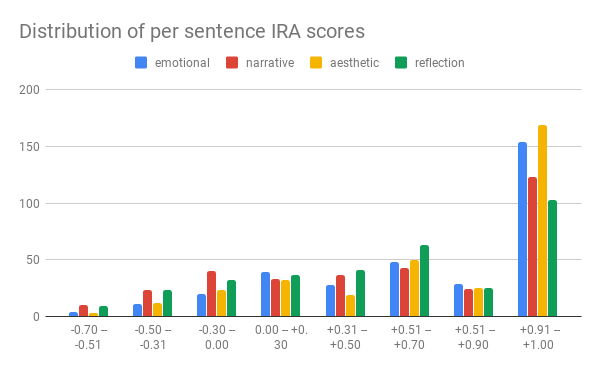 Distribution of per sentence IRA scores
emotional narrative aesthetic reflection
200
150
100
50
0
-0.70 – -0.50 – -0.30 – 0.00 – +0. +0.31 – +0.51 – +0.51 – +0.91 –
-0.51 -0.31 0.00 30 +0.50 +0.70 +0.90 +1.00